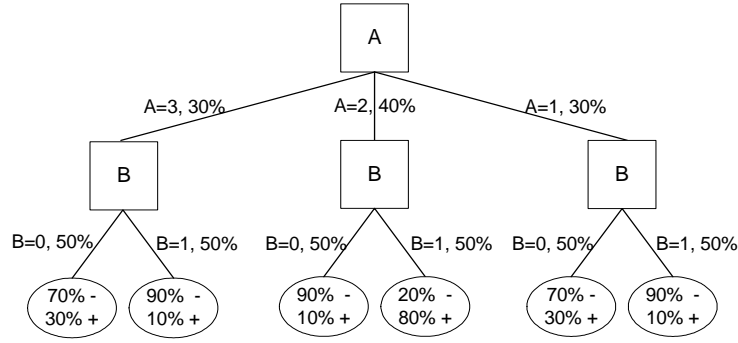 A
A=3, 30%
A=2, 40%
A=1, 30%
B
B
B
B=0, 50%
B=1, 50%
B=0, 50%
B=1, 50%
B=0, 50%
B=1, 50%
70% -
30% +
90% -
10% +
90% -
10% +
20% -
80% +
70% -
30% +
90% -
10% +